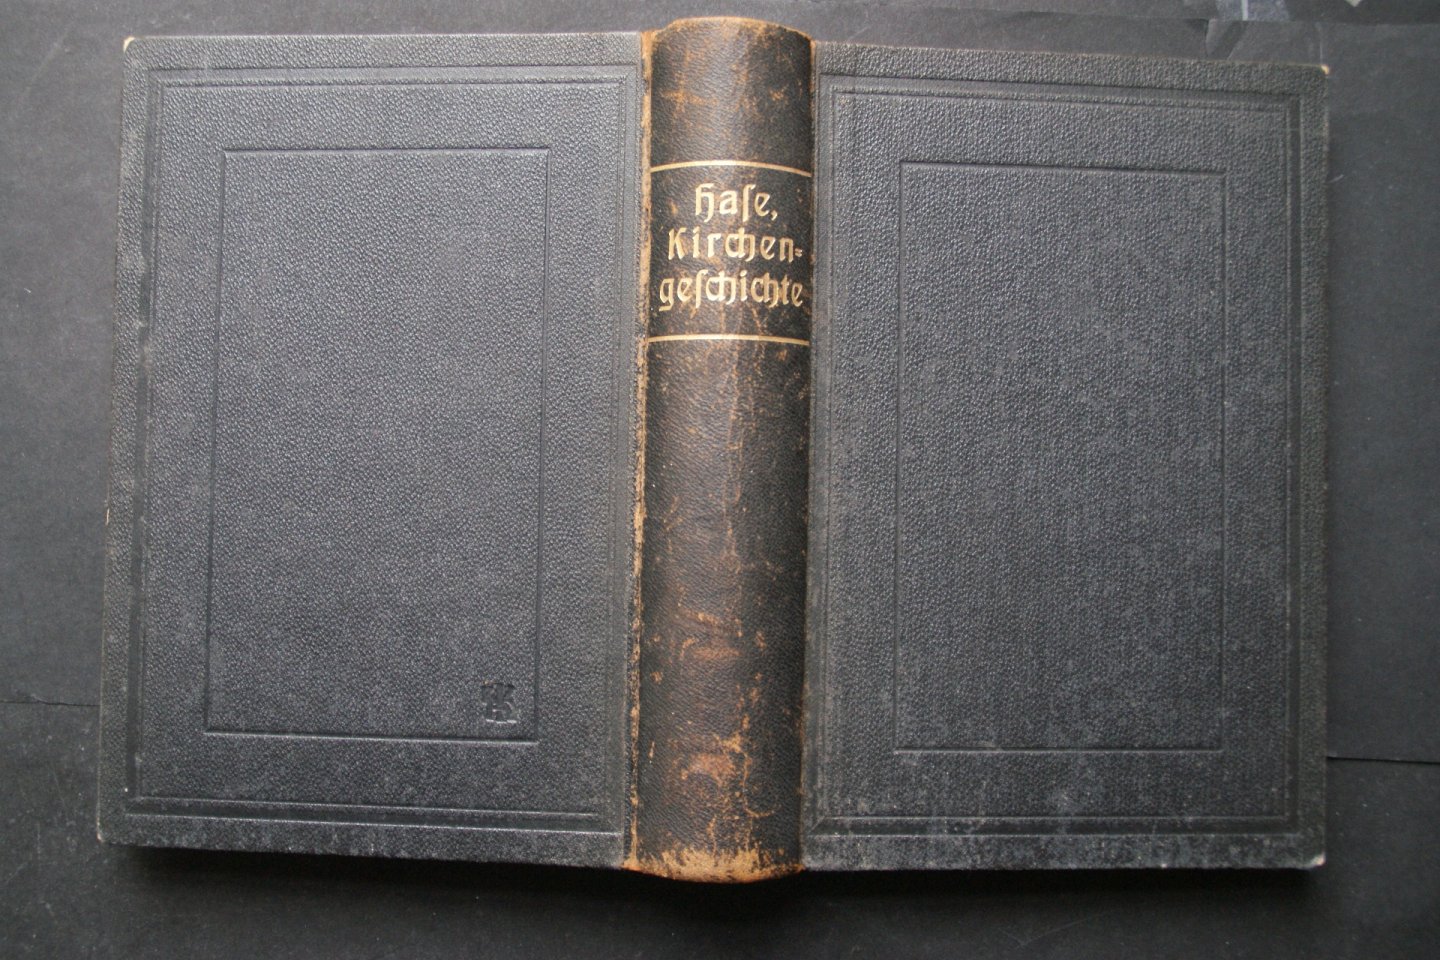 Haſe,
Kirchen=
geſchichte